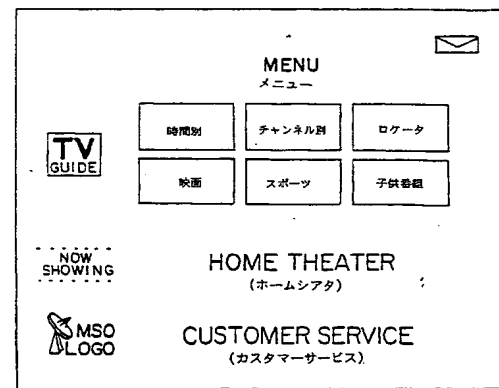 MENU
メニュー
時間別 チャンネル別 ロケータ
TV
GUIDE
映画 スポーツ 子供番組
NOW
SHOWING
HOME THEATER
(ホームシアタ)
MSO
LOGO
CUSTOMER SERVICE
(カスタマーサービス)